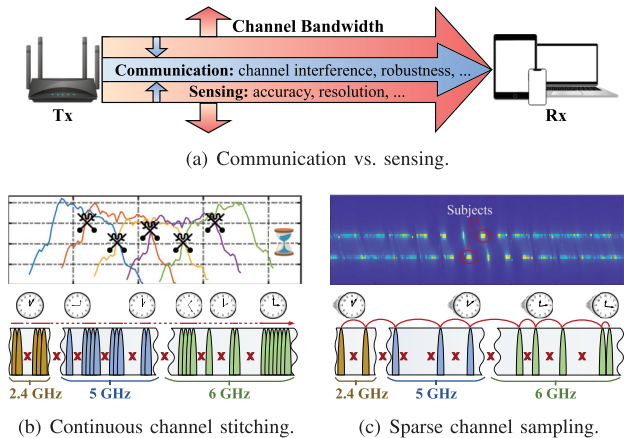 Channel Bandwidth
Communication: channel interference, robustness, ...
Sensing: accuracy, resolution, ...
Tx
Rx
(a) Communication vs. sensing.
Subjects
2.4 GHz
5 GHz
6 GHz
2.4 GHz
5 GHz
6 GHz
(b) Continuous channel stitching.
(c) Sparse channel sampling.